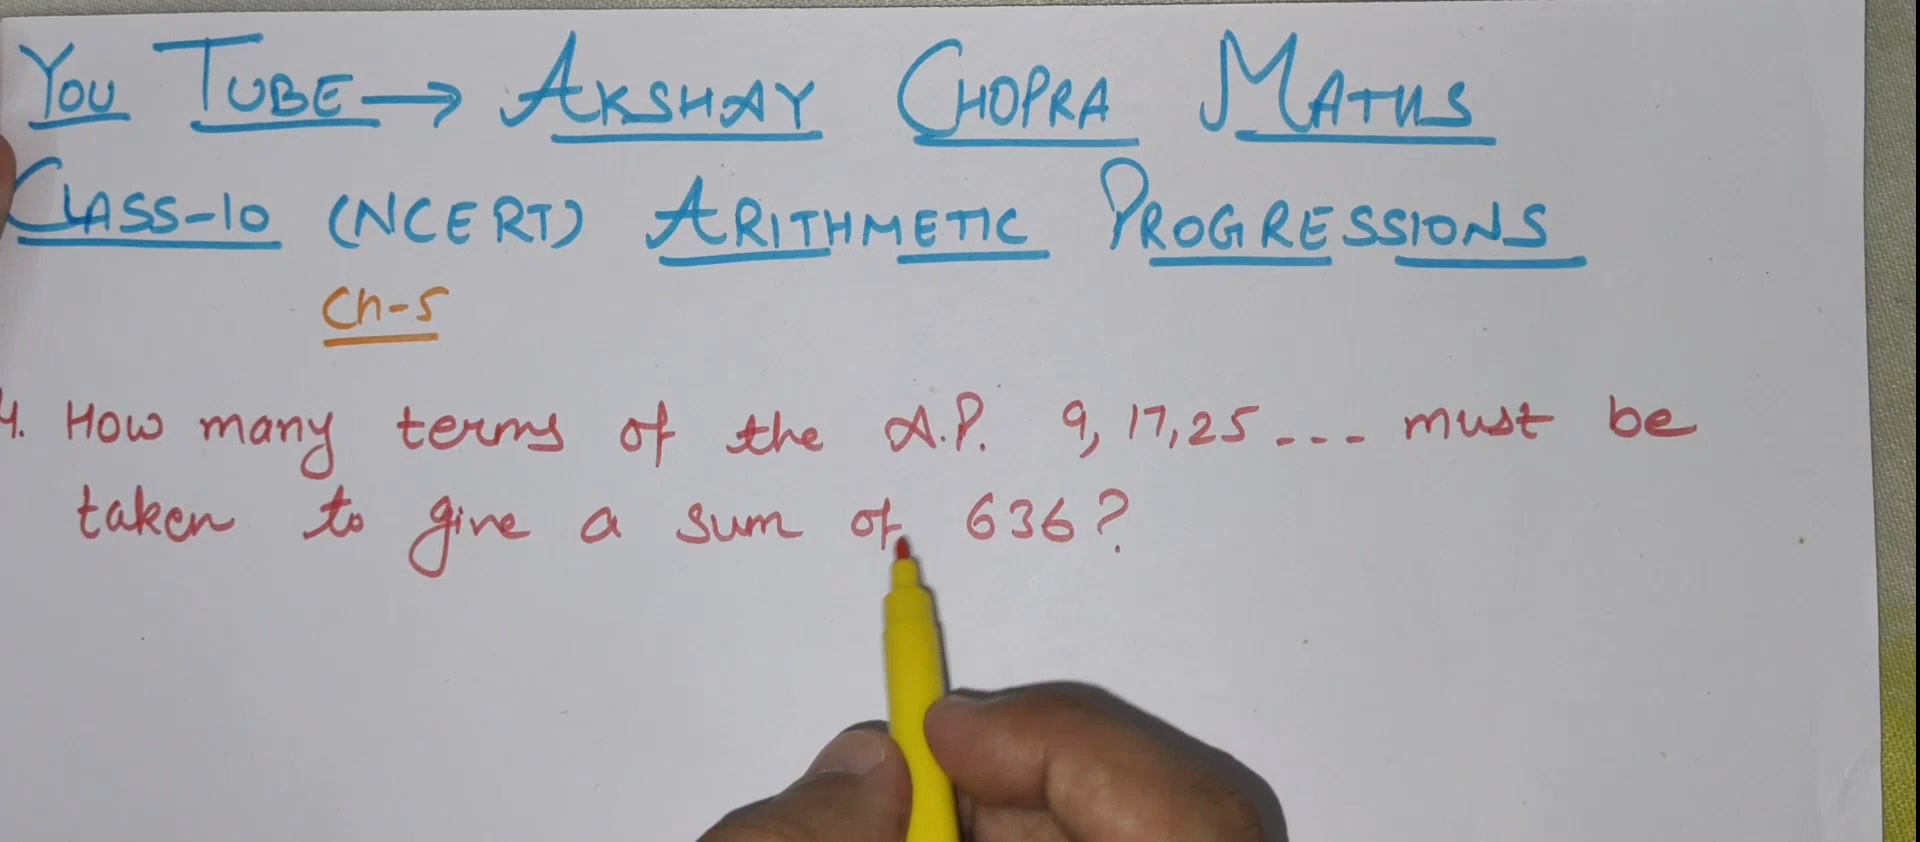 YOU TUBE → AKSHAY CHOPRA MATHS
CLASS-10 (NCERT) ARITHMETIC PROGRESSIONS
Ch-5
4. How many terms of the A.P. 9, 17, 25 - - - must be
taken to give a sum of 636?